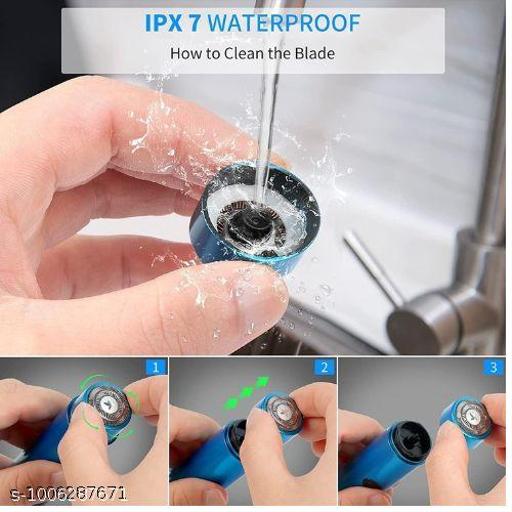 IPX 7 WATERPROOF
How to Clean the Blade
1
2
3
S-1006287671